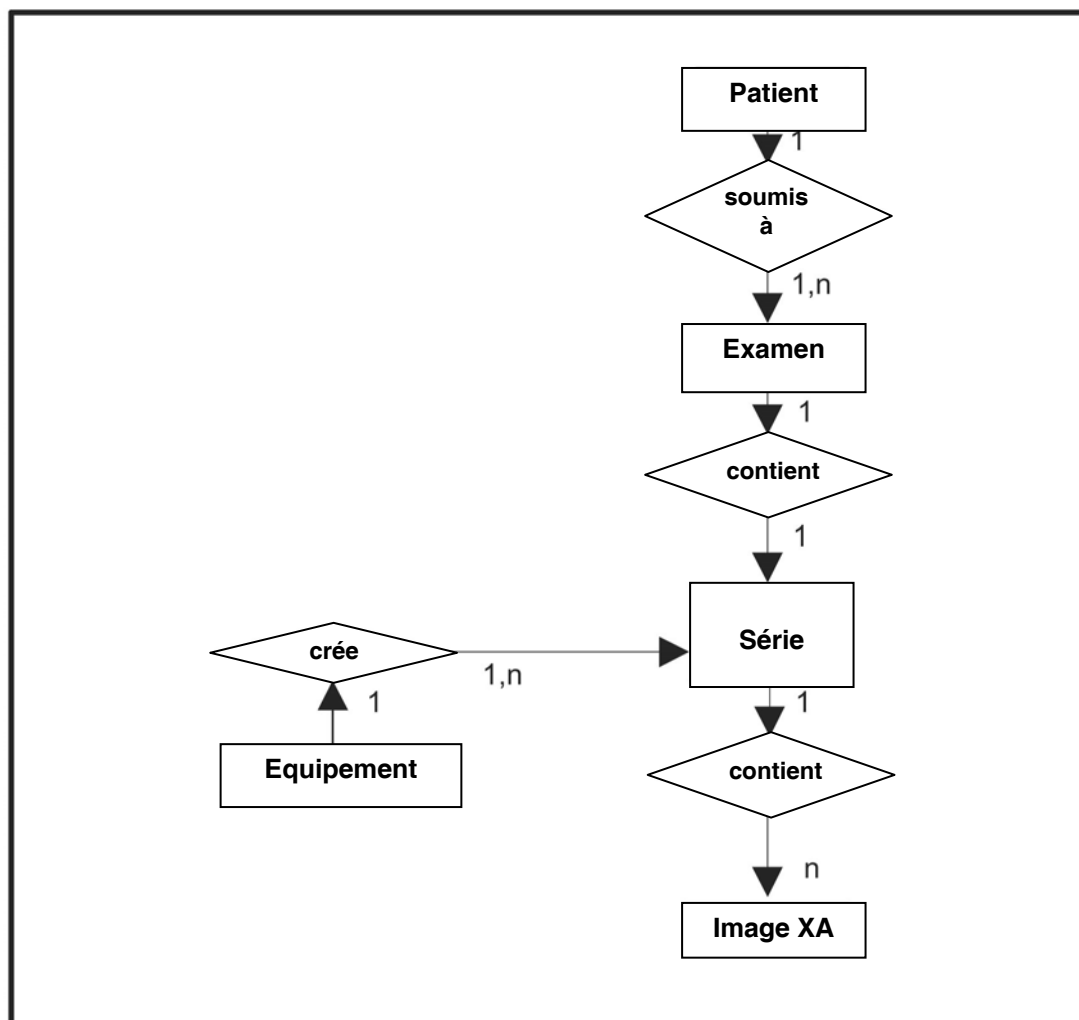 Patient
1
soumis
à
1,n
Examen
1
contient
1
Série
crée
1,n
1
1
Equipement
contient
n
Image XA